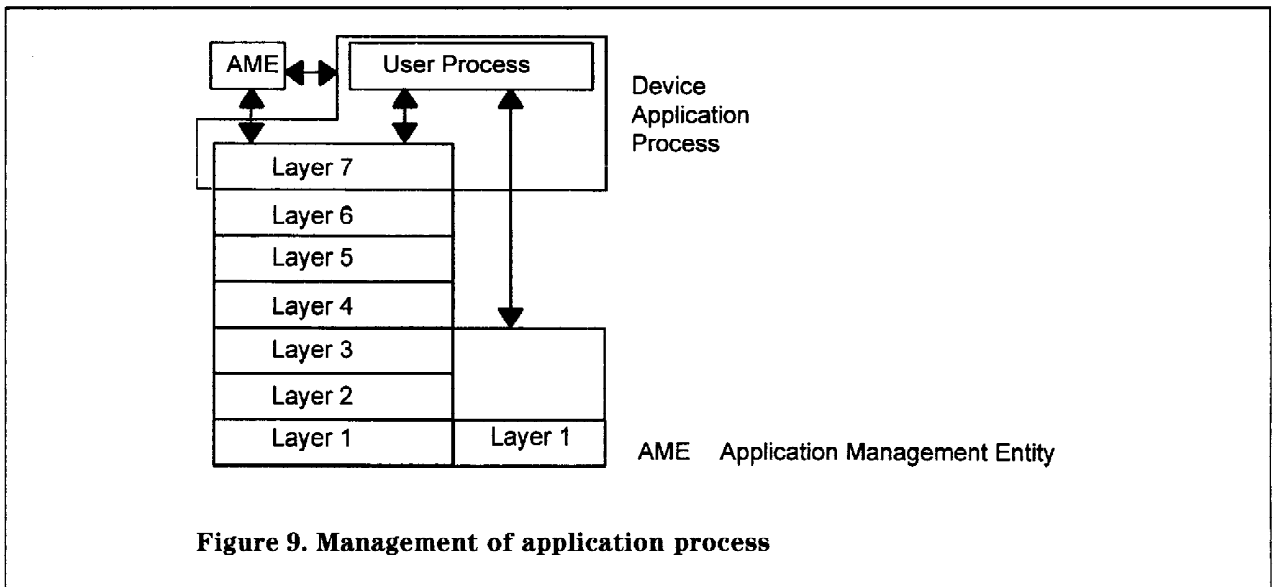 AME
User Process
Device
Application
Process
Layer 7
Layer 6
Layer 5
Layer 4
Layer 3
Layer 2
Layer 1
Layer 1
AME Application Management Entity
Figure 9. Management of application process